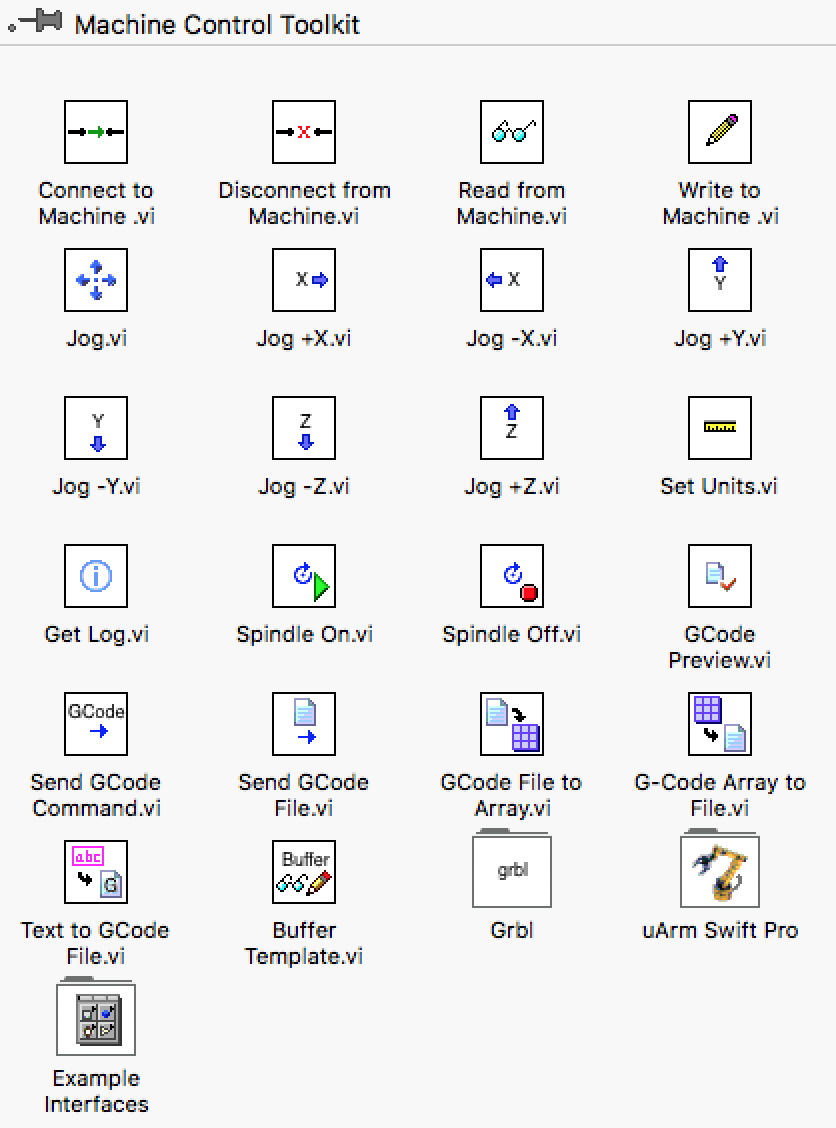 Machine Control Toolkit
X
Connect to
Machine .vi
Disconnect from
Machine.vi
Read from
Machine.vi
Write to
Machine .vi
X
X
Y
Jog.vi
Jog +X.vi
Jog -X.vi
Jog +Y.vi
Y
Z
Z
Jog -Y.vi
Jog -Z.vi
Jog +Z.vi
Set Units.vi
i
Get Log.vi
Spindle On.vi
Spindle Off.vi
GCode
Preview.vi
GCode
Send GCode
Command.vi
Send GCode
File.vi
GCode File to
Array.vi
G-Code Array to
File.vi
abc
G
Buffer
grbl
Text to GCode
File.vi
Buffer
Template.vi
Grbl
uArm Swift Pro
Example
Interfaces